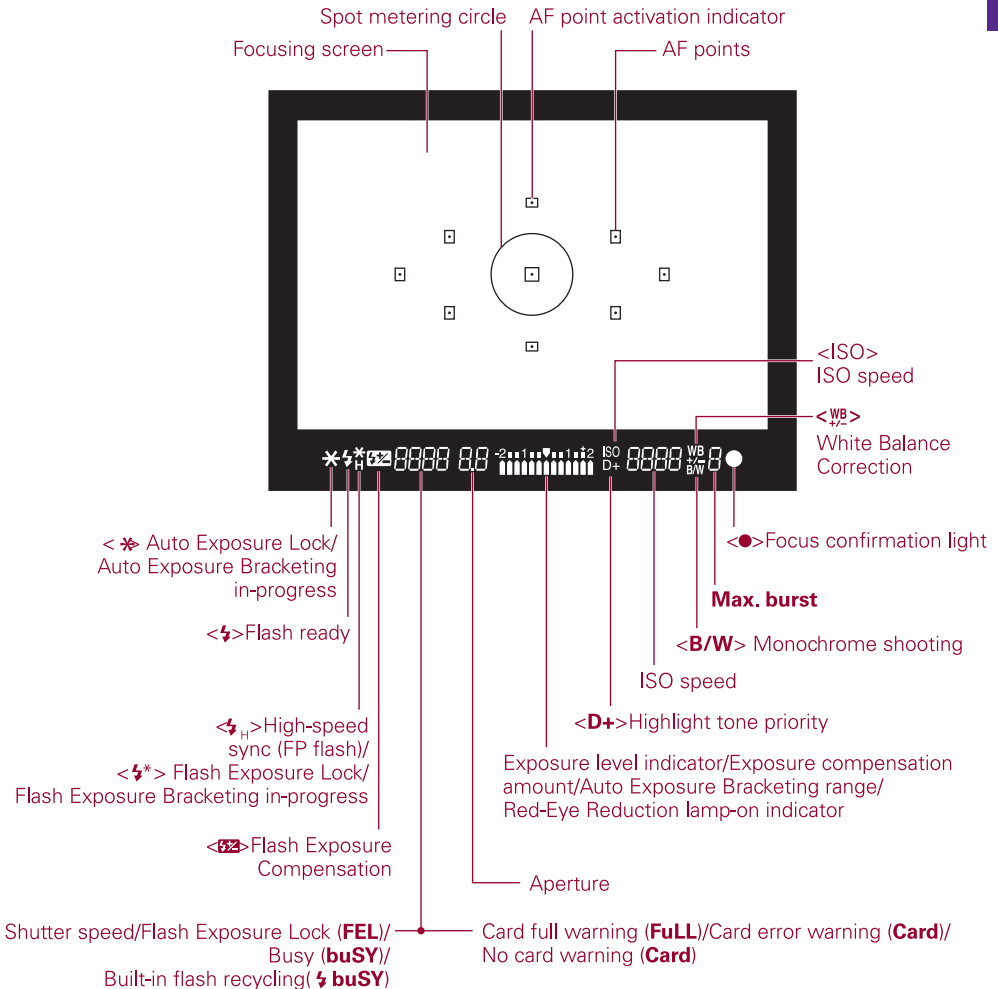 Spot metering circle
AF point activation indicator
Focusing screen
AF points
<ISO>
ISO speed
<WB +/->
White Balance
Correction
-2..1..▼..1..+2
ISO
D+
WB
+/-
B/W
H
< ✱> Auto Exposure Lock/
Auto Exposure Bracketing
in-progress
<●>Focus confirmation light
Max. burst
<⚡>Flash ready
<B/W> Monochrome shooting
ISO speed
<⚡H>High-speed
sync (FP flash)/
<⚡*> Flash Exposure Lock/
Flash Exposure Bracketing in-progress
<D+>Highlight tone priority
Exposure level indicator/Exposure compensation
amount/Auto Exposure Bracketing range/
Red-Eye Reduction lamp-on indicator
<⚡±>Flash Exposure
Compensation
Aperture
Shutter speed/Flash Exposure Lock (FEL)/
Busy (buSY)/
Built-in flash recycling( ⚡ buSY)
Card full warning (FuLL)/Card error warning (Card)/
No card warning (Card)